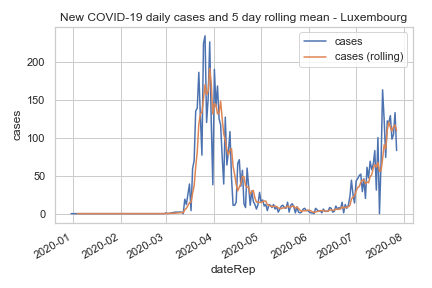 New COVID-19 daily cases and 5 day rolling mean - Luxembourg
cases
cases (rolling)
cases
200
150
100
50
0
2020-01
2020-02
2020-03
2020-04
2020-05
2020-06
2020-07
2020-08
dateRep